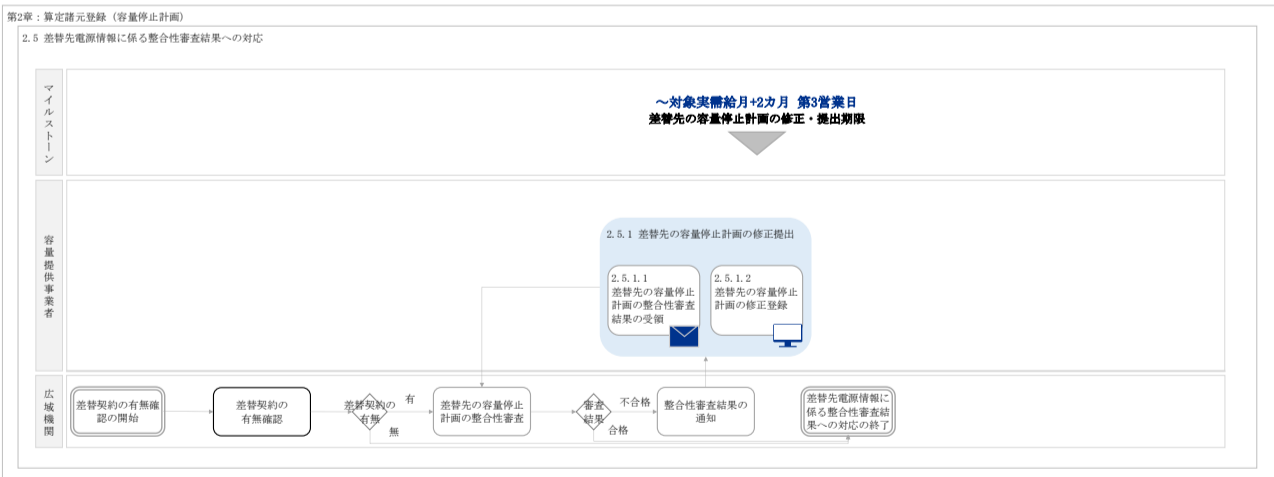 第2章：算定諸元登録（容量停止計画）
2.5 差替先電源情報に係る整合性審査結果への対応
マイルストーン
～対象実需給月+2カ月 第3営業日
差替先の容量停止計画の修正・提出期限
容量提供事業者
2.5.1 差替先の容量停止計画の修正提出
2.5.1.1
差替先の容量停止
計画の整合性審査
結果の受領
2.5.1.2
差替先の容量停止
計画の修正登録
広域機関
差替契約の有無確
認の開始
差替契約の
有無確認
差替契約の
有無
有
無
差替先の容量停止
計画の整合性審査
審査
結果
不合格
合格
整合性審査結果の
通知
差替先電源情報に
係る整合性審査結
果への対応の終了